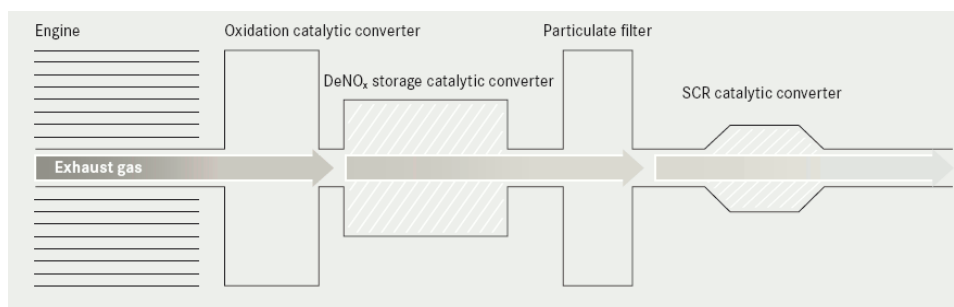 Engine
Oxidation catalytic converter
Particulate filter
DeNOx storage catalytic converter
SCR catalytic converter
Exhaust gas